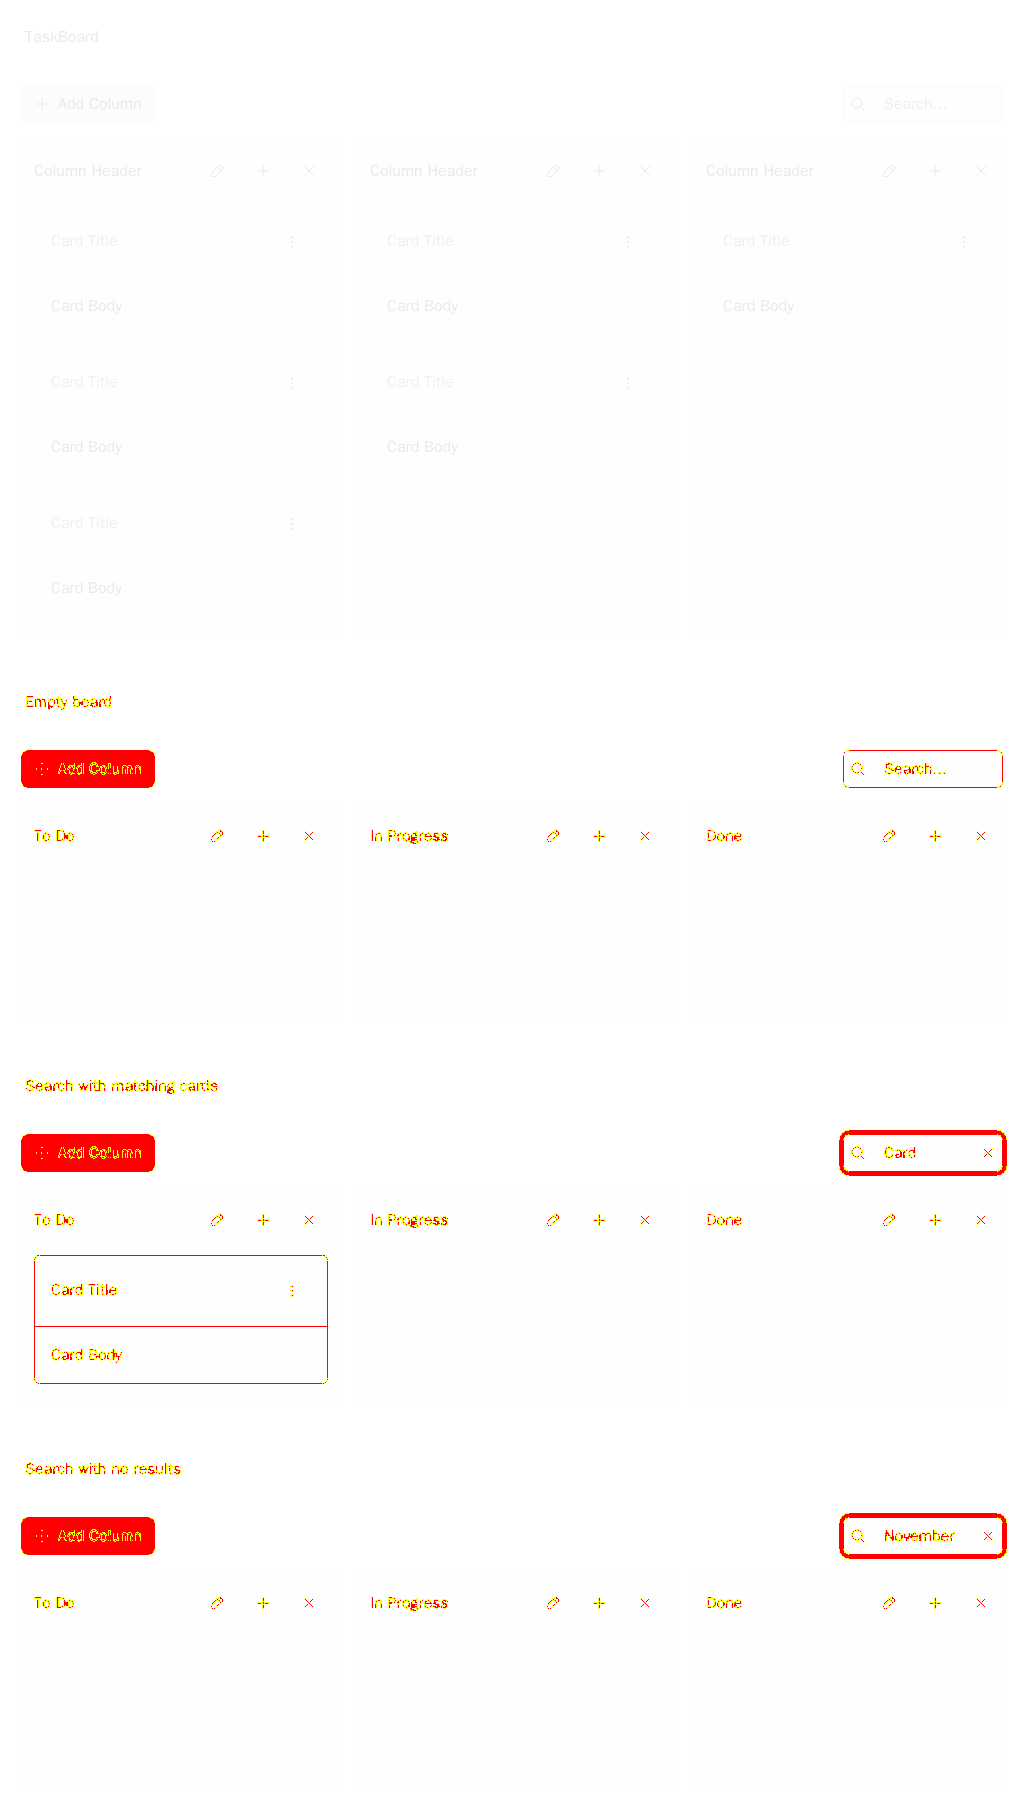 TaskBoard
Add Column Search...
Column Header Column Header Column Header
Card Title Card Title Card Title
Card Body Card Body Card Body
Card Title Card Title
Card Body Card Body
Card Title
Card Body
Empty board
Add Column Search...
To Do In Progress Done
Search with matching cards
Add Column Card
To Do In Progress Done
Card Title
Card Body
Search with no results
Add Column November
To Do In Progress Done